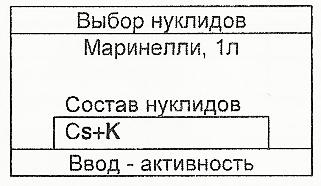 Выбор нуклидов
Маринелли, 1л
Состав нуклидов
Cs+K
Ввод - активность